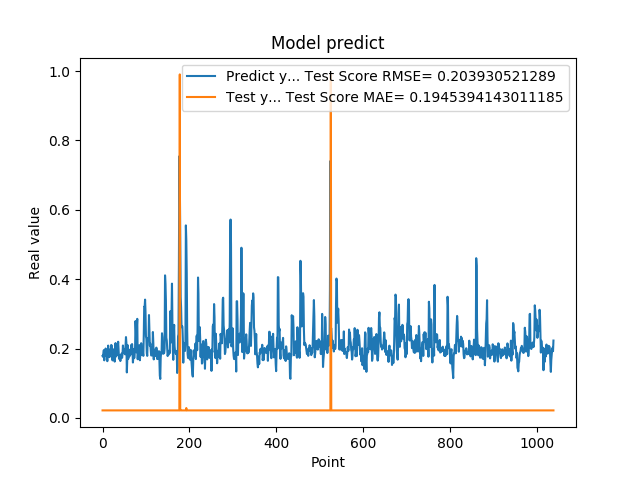 Model predict
Predict y... Test Score RMSE= 0.203930521289
Test y... Test Score MAE= 0.1945394143011185
1.0
0.8
0.6
0.4
0.2
0.0
Real value
0 200 400 600 800 1000
Point